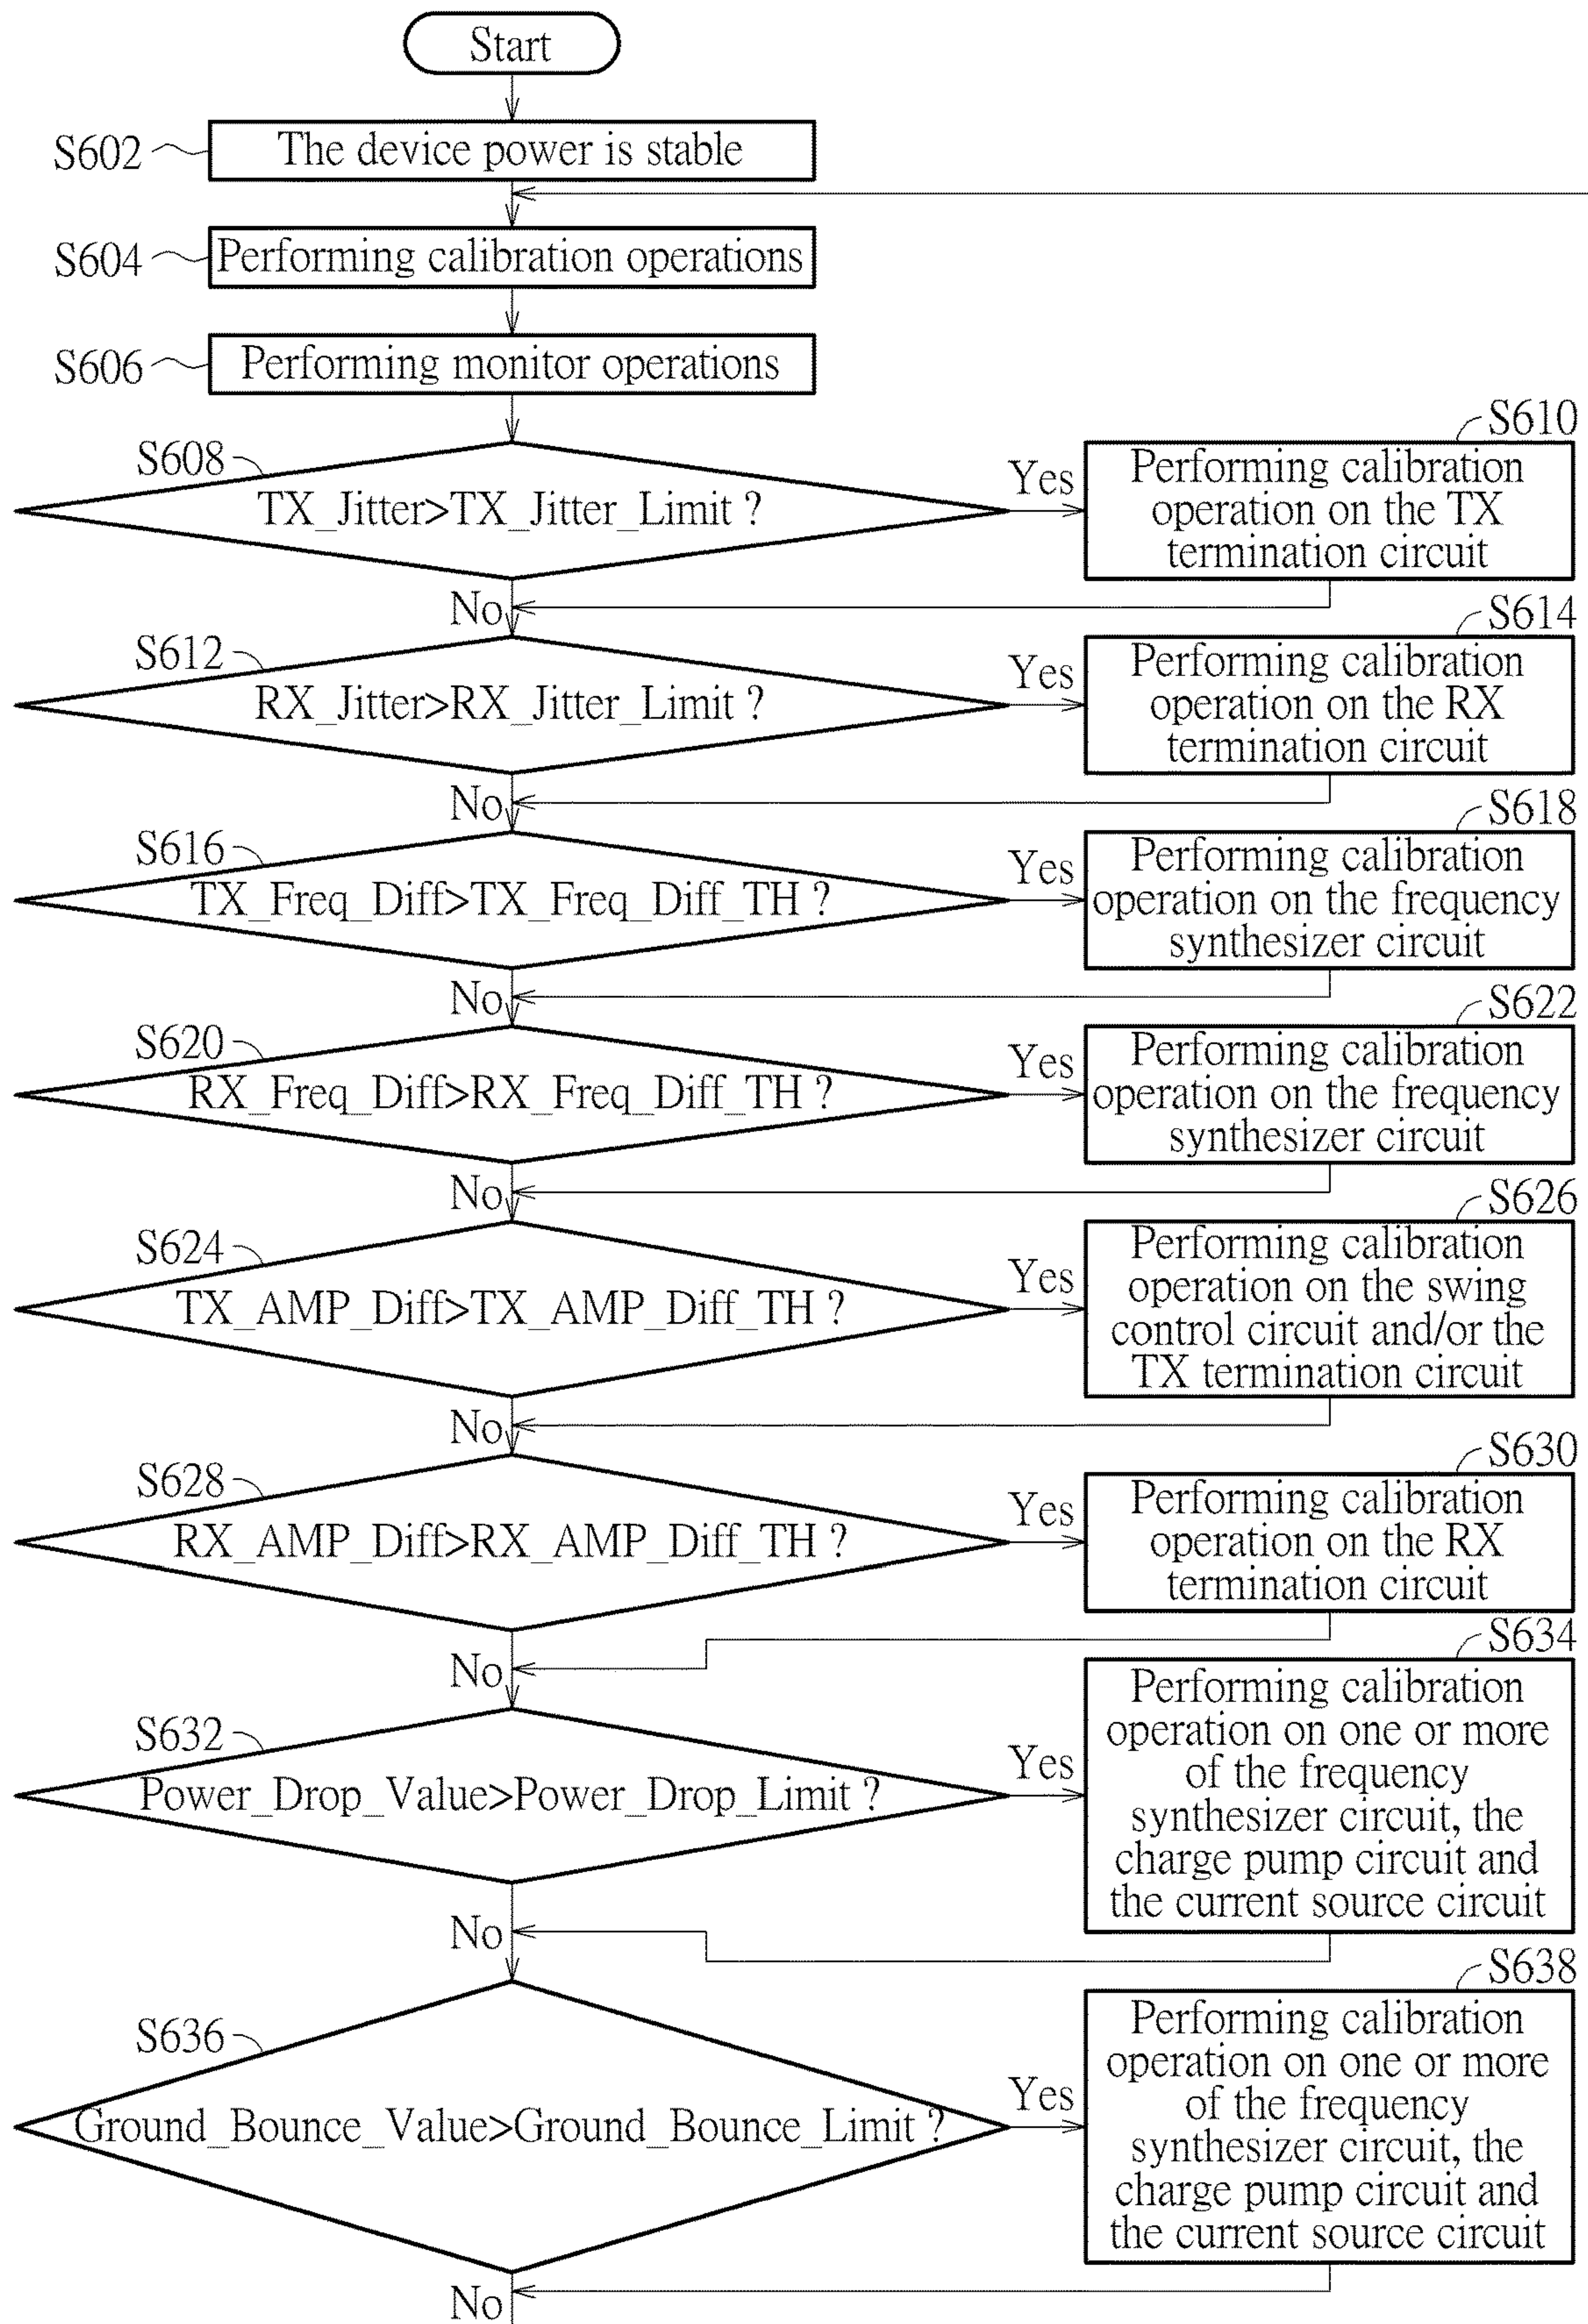 Start
S602
The device power is stable
S604
Performing calibration operations
S606
Performing monitor operations
S608
TX_Jitter>TX_Jitter_Limit ?
Yes
S610
Performing calibration
operation on the TX
termination circuit
No
S612
RX_Jitter>RX_Jitter_Limit ?
Yes
S614
Performing calibration
operation on the RX
termination circuit
No
S616
TX_Freq_Diff>TX_Freq_Diff_TH ?
Yes
S618
Performing calibration
operation on the frequency
synthesizer circuit
No
S620
RX_Freq_Diff>RX_Freq_Diff_TH ?
Yes
S622
Performing calibration
operation on the frequency
synthesizer circuit
No
S624
TX_AMP_Diff>TX_AMP_Diff_TH ?
Yes
S626
Performing calibration
operation on the swing
control circuit and/or the
TX termination circuit
No
S628
RX_AMP_Diff>RX_AMP_Diff_TH ?
Yes
S630
Performing calibration
operation on the RX
termination circuit
No
S632
Power_Drop_Value>Power_Drop_Limit ?
Yes
S634
Performing calibration
operation on one or more
of the frequency
synthesizer circuit, the
charge pump circuit and
the current source circuit
No
S636
Ground_Bounce_Value>Ground_Bounce_Limit ?
Yes
S638
Performing calibration
operation on one or more
of the frequency
synthesizer circuit, the
charge pump circuit and
the current source circuit
No